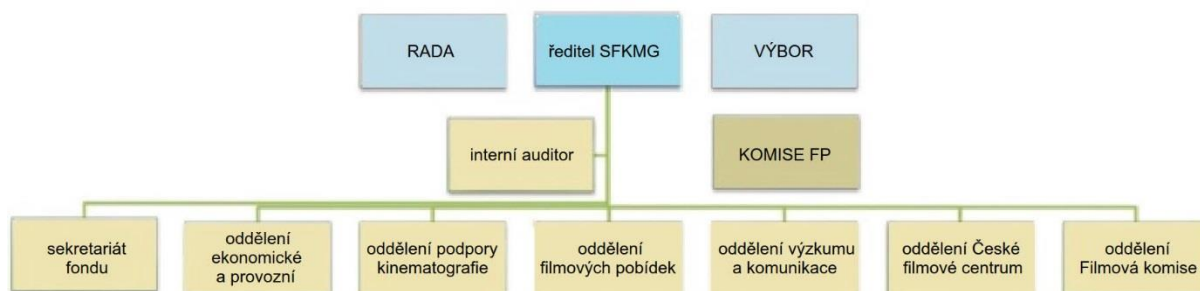 RADA
ředitel SFKMG
VÝBOR
interní auditor
KOMISE FP
sekretariát
fondu
oddělení
ekonomické
a provozní
oddělení podpory
kinematografie
oddělení
filmových pobídek
oddělení výzkumu
a komunikace
oddělení České
filmové centrum
oddělení
Filmová komise